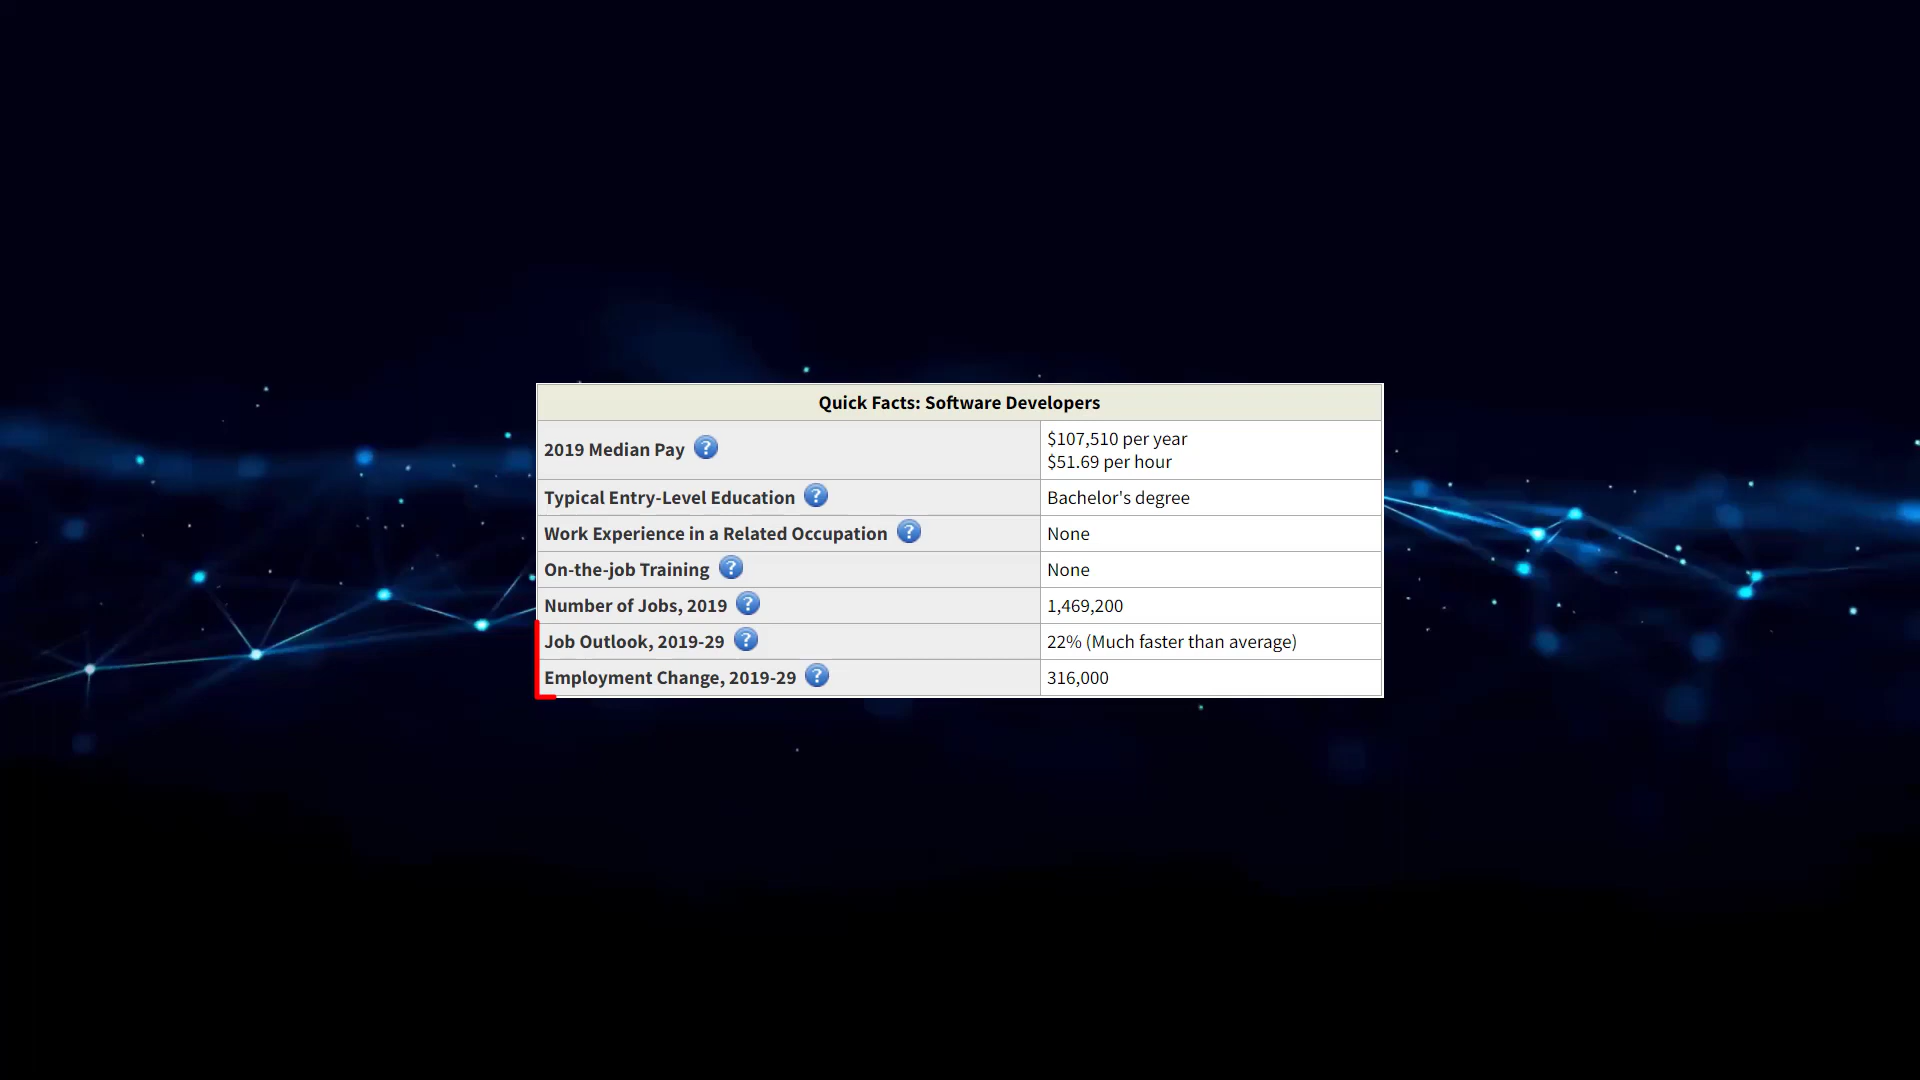 Quick Facts: Software Developers
2019 Median Pay ?
$107,510 per year
$51.69 per hour
Typical Entry-Level Education ?
Bachelor's degree
Work Experience in a Related Occupation ?
None
On-the-job Training ?
None
Number of Jobs, 2019 ?
1,469,200
Job Outlook, 2019-29 ?
22% (Much faster than average)
Employment Change, 2019-29 ?
316,000